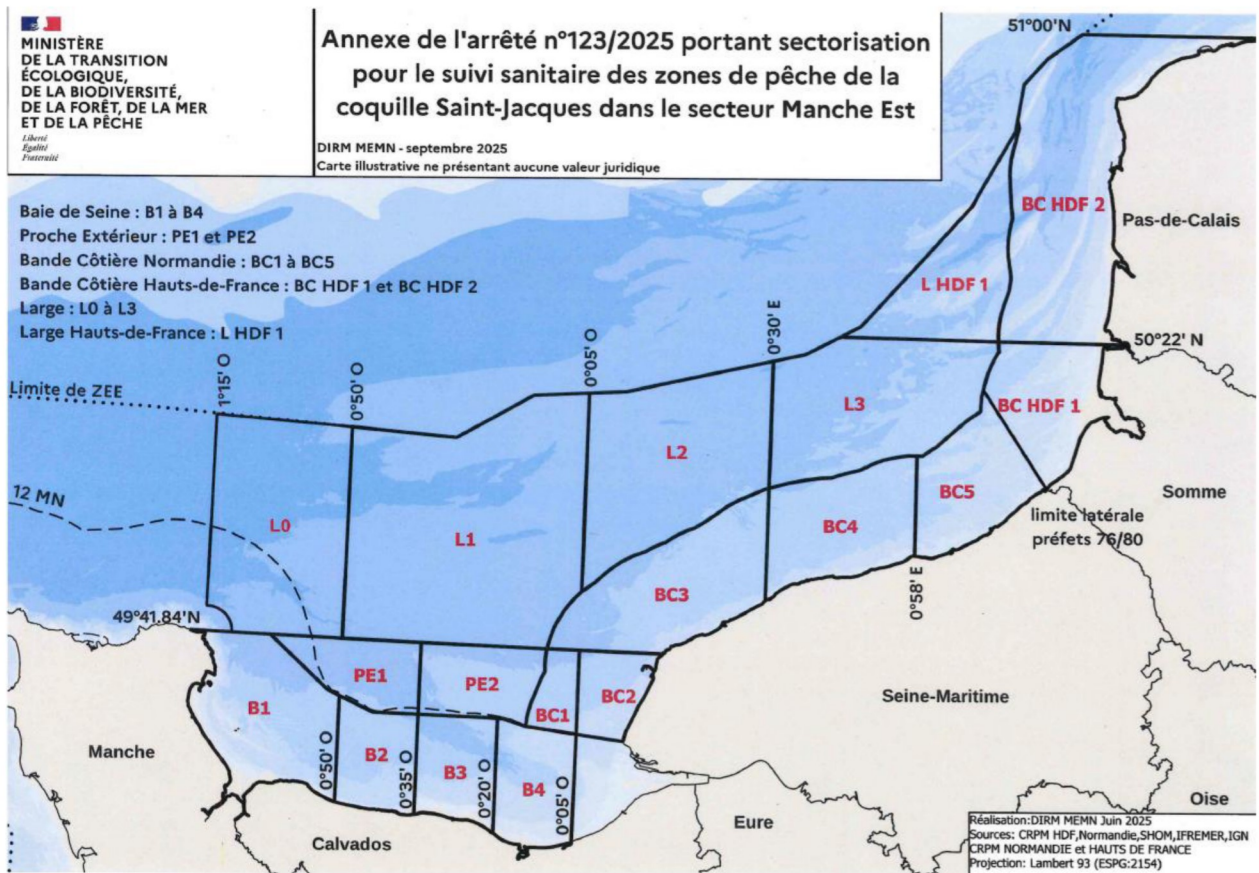 MINISTÈRE
DE LA TRANSITION
ÉCOLOGIQUE,
DE LA BIODIVERSITÉ,
DE LA FORÊT, DE LA MER
ET DE LA PÊCHE
Liberté
Égalité
Fraternité
Annexe de l'arrêté n°123/2025 portant sectorisation
pour le suivi sanitaire des zones de pêche de la
coquille Saint-Jacques dans le secteur Manche Est
DIRM MEMN - septembre 2025
Carte illustrative ne présentant aucune valeur juridique
51°00' N
Baie de Seine : B1 à B4
Proche Extérieur : PE1 et PE2
Bande Côtière Normandie : BC1 à BC5
Bande Côtière Hauts-de-France : BC HDF 1 et BC HDF 2
Large : L0 à L3
Large Hauts-de-France : L HDF 1
BC HDF 2
Pas-de-Calais
L HDF 1
50°22' N
Limite de ZEE
1°15' O
0°50' O
0°05' O
0°30' E
L3
BC HDF 1
L2
12 MN
L0
L1
BC4
BC5
Somme
limite latérale
préfets 76/80
0°58' E
BC3
49°41.84'N
PE1
PE2
BC1
BC2
B1
Seine-Maritime
Manche
B2
B3
B4
0°50' O
0°35' O
0°20' O
0°05' O
Calvados
Eure
Oise
Réalisation:DIRM MEMN Juin 2025
Sources: CRPM HDF,Normandie,SHOM,IFREMER,IGN
CRPM NORMANDIE et HAUTS DE FRANCE
Projection: Lambert 93 (ESPG:2154)